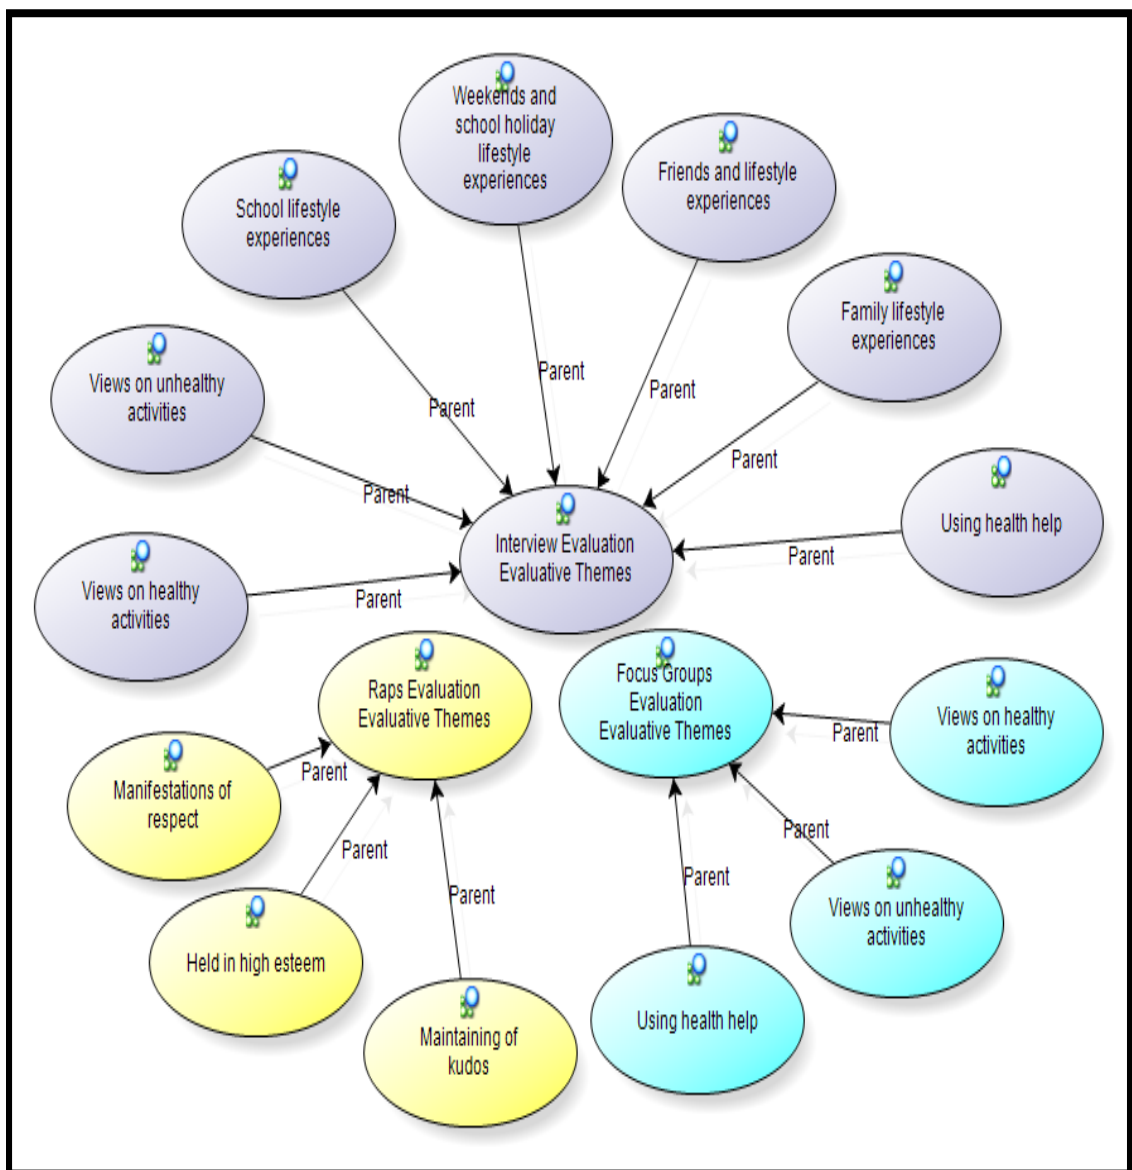 Weekends and
school holiday
lifestyle
experiences
Friends and lifestyle
experiences
School lifestyle
experiences
Family lifestyle
experiences
Views on unhealthy
activities
Parent
Parent
Parent
Parent
Parent
Parent
Using health help
Interview Evaluation
Evaluative Themes
Parent
Views on healthy
activities
Parent
Raps Evaluation
Evaluative Themes
Focus Groups
Evaluation
Evaluative Themes
Views on healthy
activities
Parent
Manifestations of
respect
Parent
Parent
Parent
Parent
Parent
Views on unhealthy
activities
Held in high esteem
Using health help
Maintaining of
kudos